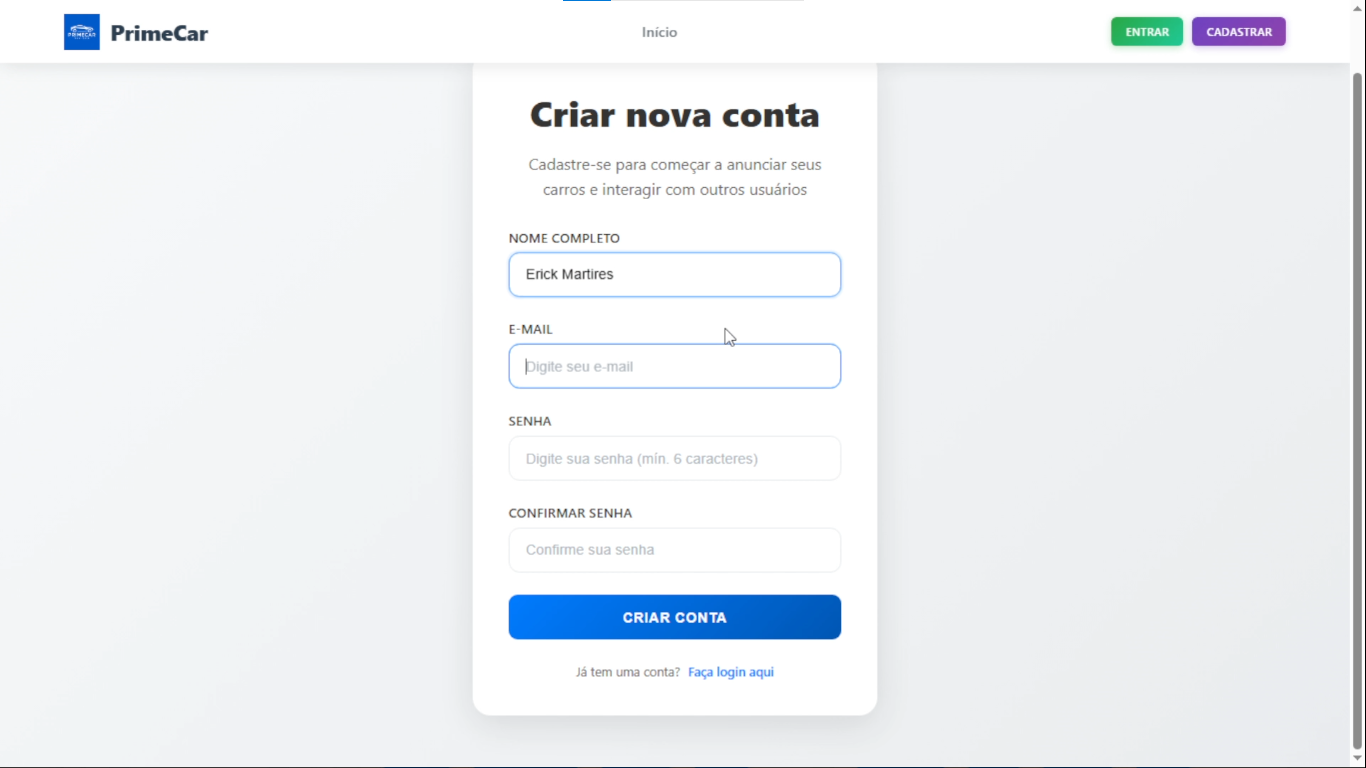 PRIMECAR
PrimeCar
Início
ENTRAR
CADASTRAR
Criar nova conta
Cadastre-se para começar a anunciar seus
carros e interagir com outros usuários
NOME COMPLETO
Erick Martires
E-MAIL
Digite seu e-mail
SENHA
Digite sua senha (mín. 6 caracteres)
CONFIRMAR SENHA
Confirme sua senha
CRIAR CONTA
Já tem uma conta? Faça login aqui